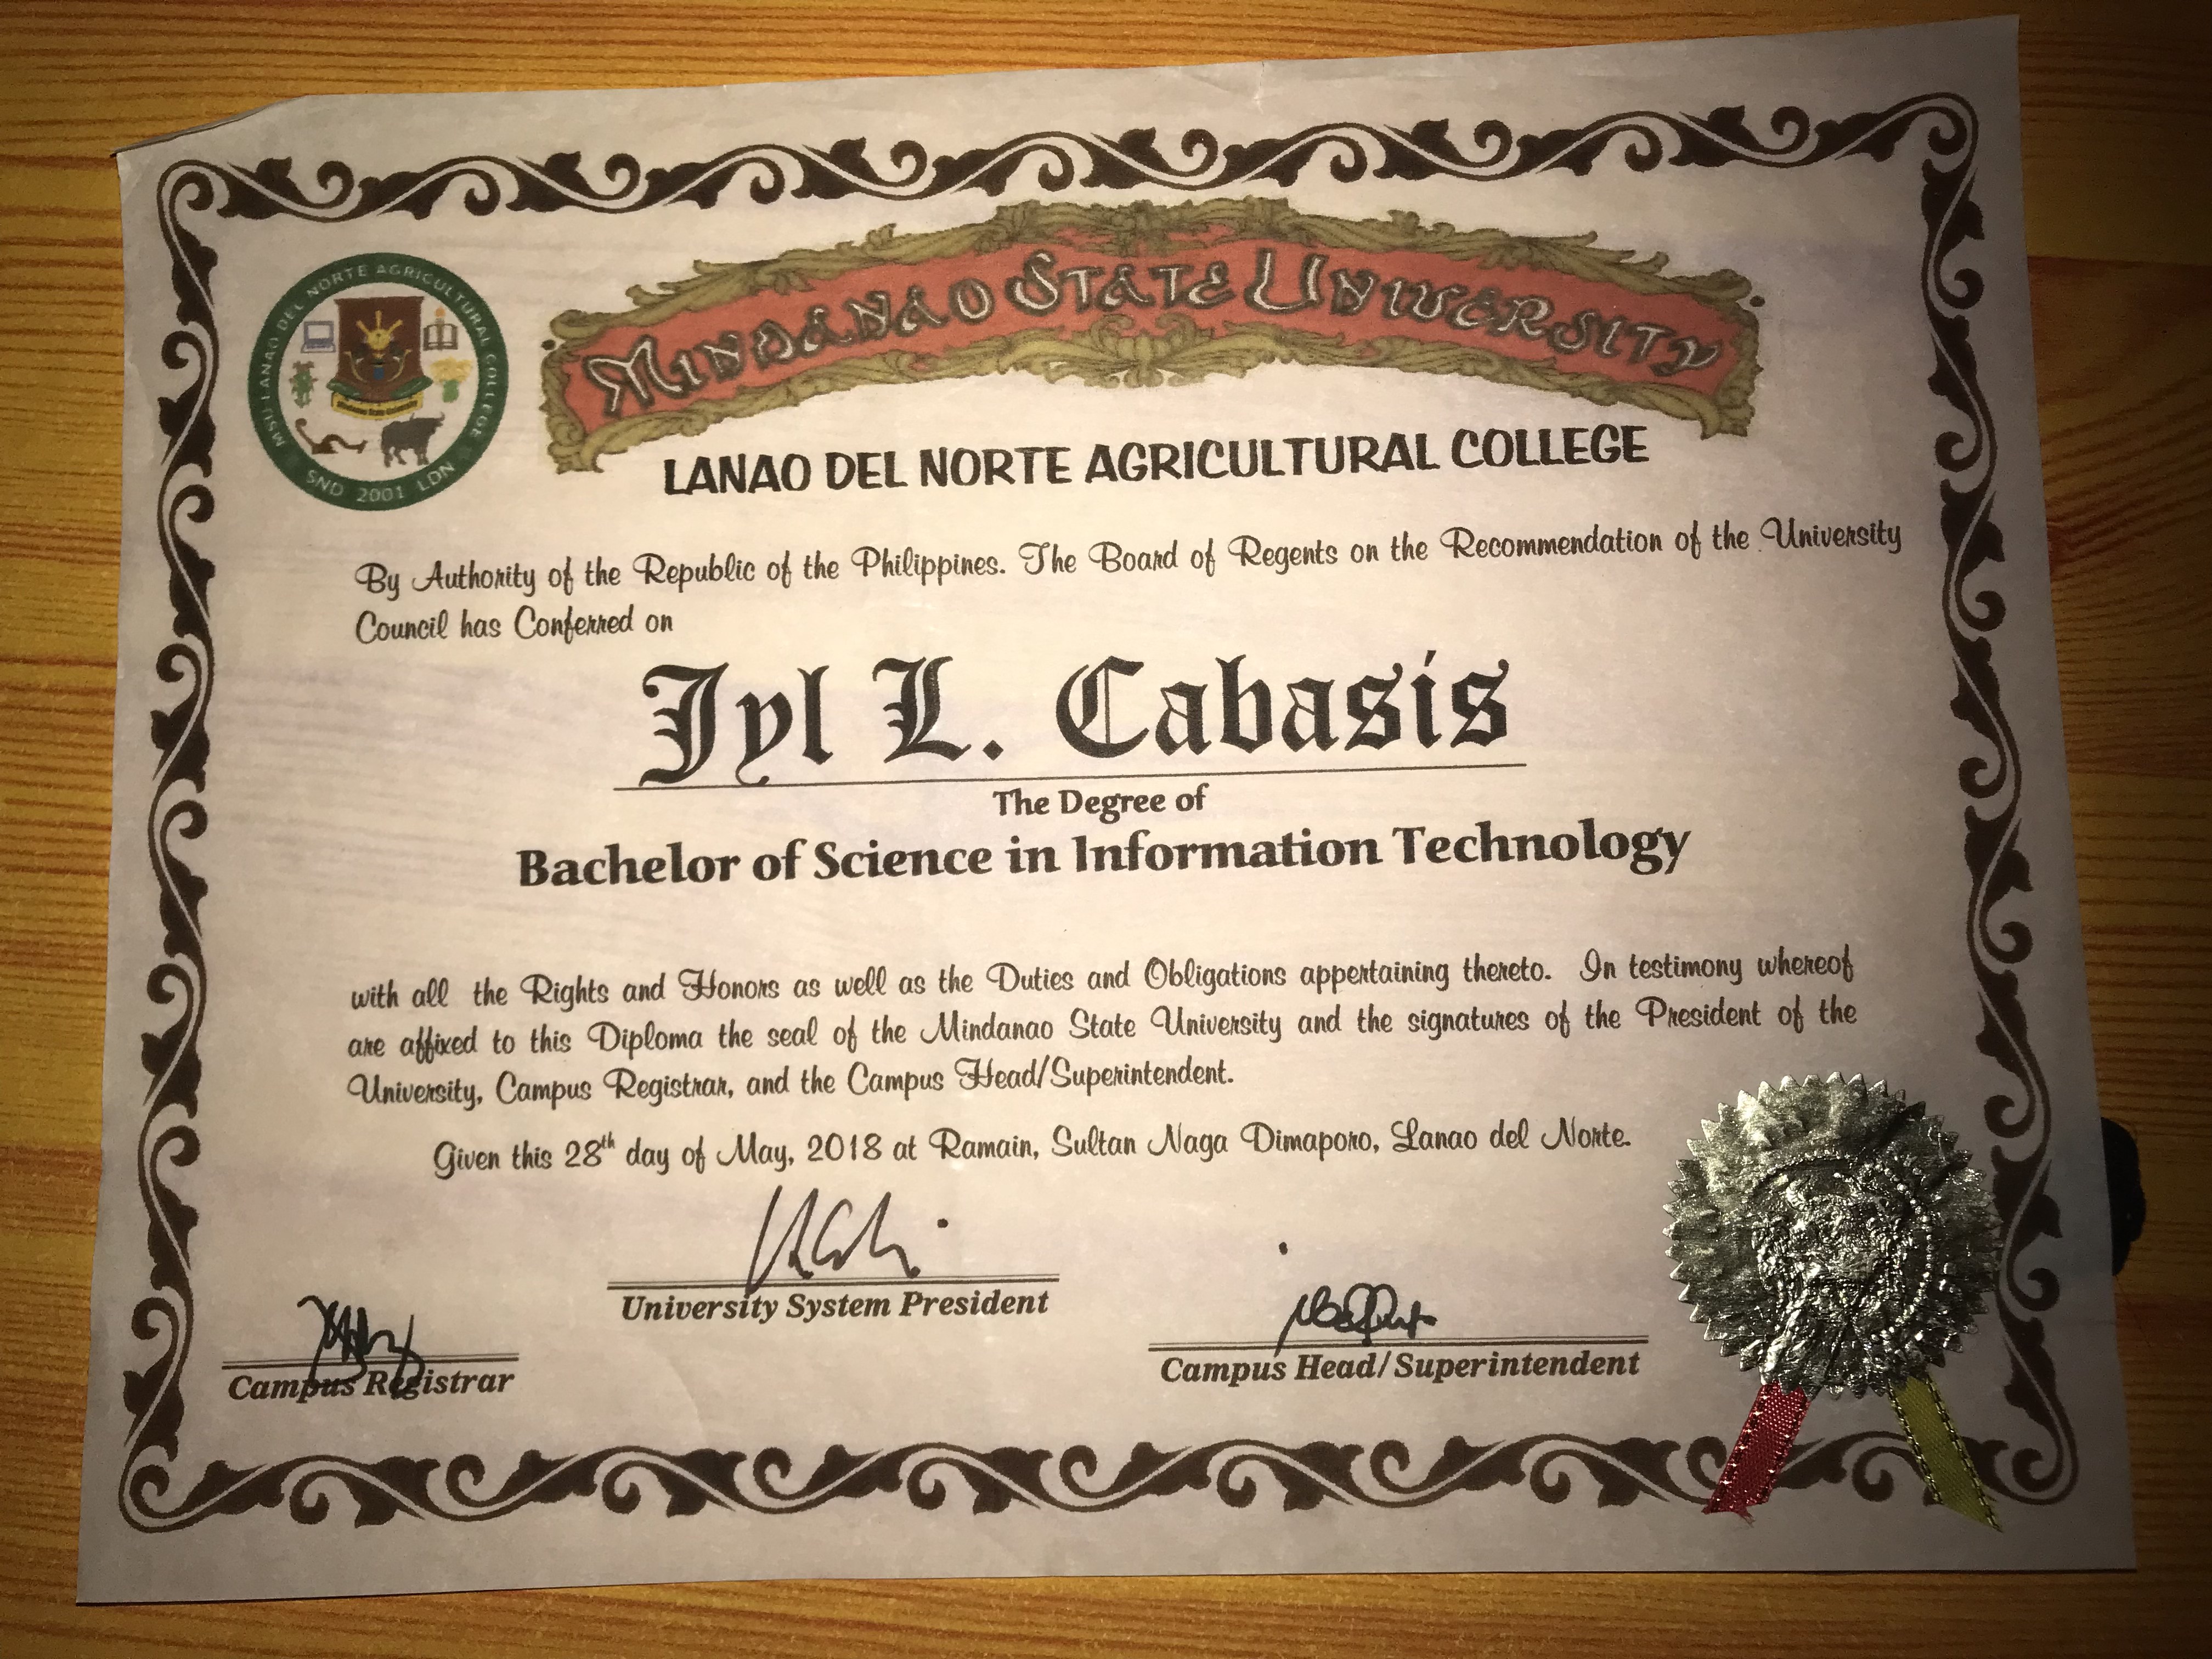 MSU LANAO DEL NORTE AGRICULTURAL COLLEGE
SND 2001 LDN
Mindanao State University
MINDANAO STATE UNIVERSITY
LANAO DEL NORTE AGRICULTURAL COLLEGE
By Authority of the Republic of the Philippines. The Board of Regents on the Recommendation of the University
Council has Conferred on
Jyl L. Cabasis
The Degree of
Bachelor of Science in Information Technology
with all the Rights and Honors as well as the Duties and Obligations appertaining thereto. In testimony whereof
are affixed to this Diploma the seal of the Mindanao State University and the signatures of the President of the
University, Campus Registrar, and the Campus Head/Superintendent.
Given this 28th day of May, 2018 at Ramain, Sultan Naga Dimaporo, Lanao del Norte.
University System President
Campus Registrar
Campus Head/Superintendent